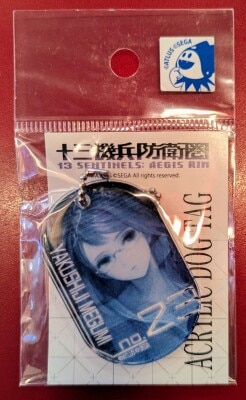 ©ATLUS ©SEGA
十三機兵防衛圏
13 SENTINELS: AEGIS RIM
©SEGA All rights reserved.
YAKUSHIJI MEGUMI
13
ACRYLIC DOG TAG